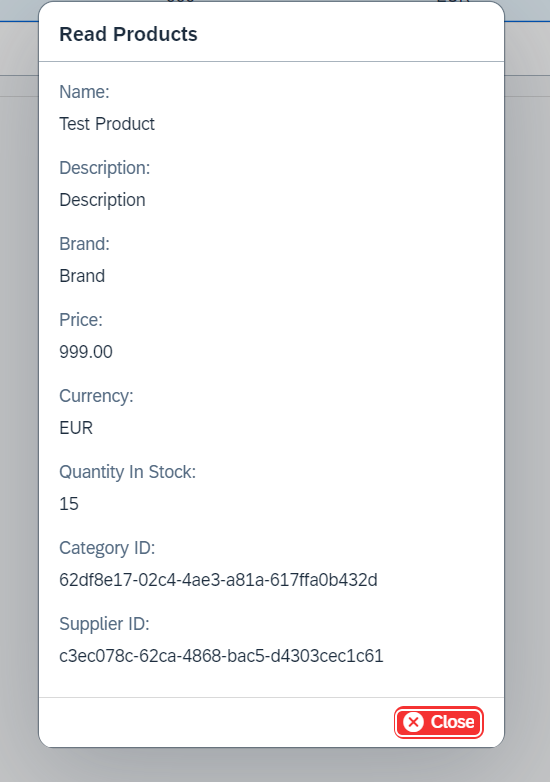 Read Products
Name:
Test Product
Description:
Description
Brand:
Brand
Price:
999.00
Currency:
EUR
Quantity In Stock:
15
Category ID:
62df8e17-02c4-4ae3-a81a-617ffa0b432d
Supplier ID:
c3ec078c-62ca-4868-bac5-d4303cec1c61
Close